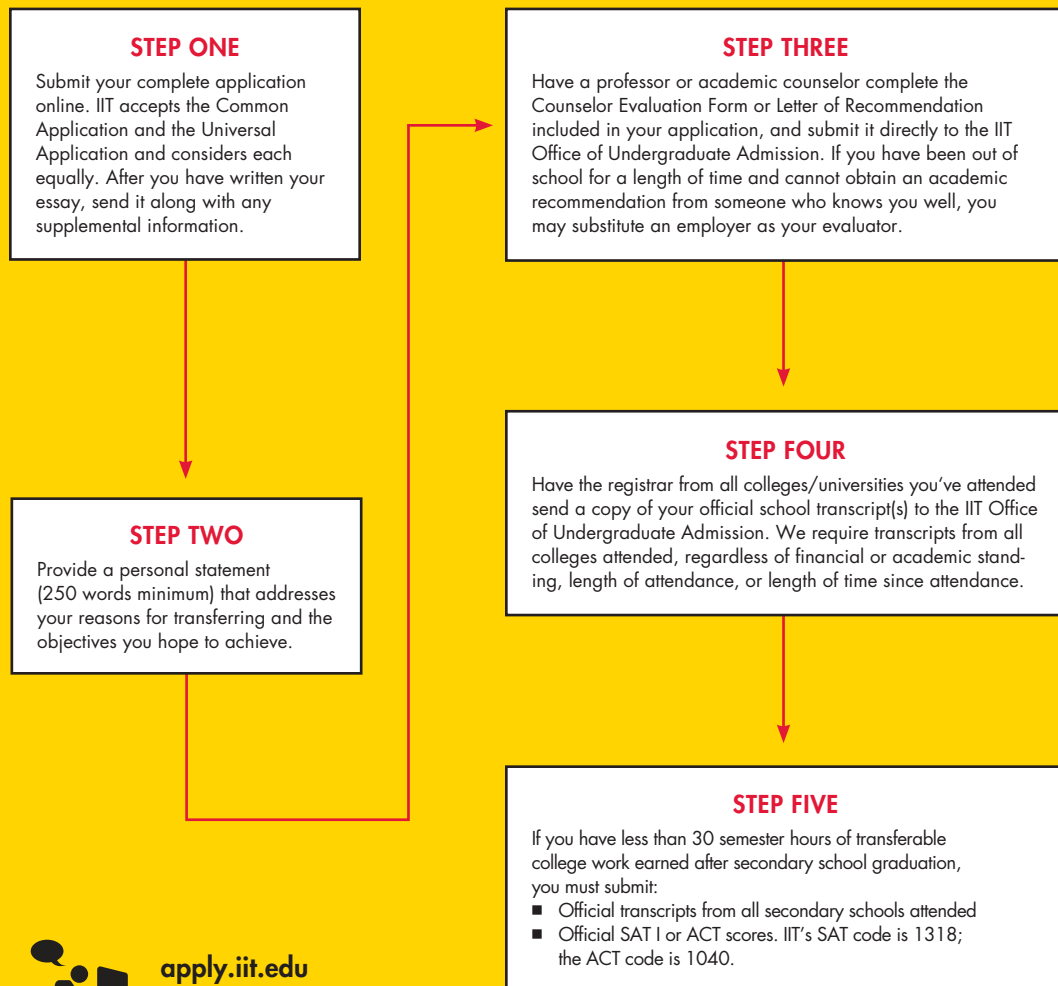 STEP ONE
Submit your complete application
online. IIT accepts the Common
Application and the Universal
Application and considers each
equally. After you have written your
essay, send it along with any
supplemental information.
STEP TWO
Provide a personal statement
(250 words minimum) that addresses
your reasons for transferring and the
objectives you hope to achieve.
STEP THREE
Have a professor or academic counselor complete the
Counselor Evaluation Form or Letter of Recommendation
included in your application, and submit it directly to the IIT
Office of Undergraduate Admission. If you have been out of
school for a length of time and cannot obtain an academic
recommendation from someone who knows you well, you
may substitute an employer as your evaluator.
STEP FOUR
Have the registrar from all colleges/universities you've attended
send a copy of your official school transcript(s) to the IIT Office
of Undergraduate Admission. We require transcripts from all
colleges attended, regardless of financial or academic stand-
ing, length of attendance, or length of time since attendance.
STEP FIVE
If you have less than 30 semester hours of transferable
college work earned after secondary school graduation,
you must submit:
■ Official transcripts from all secondary schools attended
■ Official SAT I or ACT scores. IIT's SAT code is 1318;
the ACT code is 1040.
apply.iit.edu